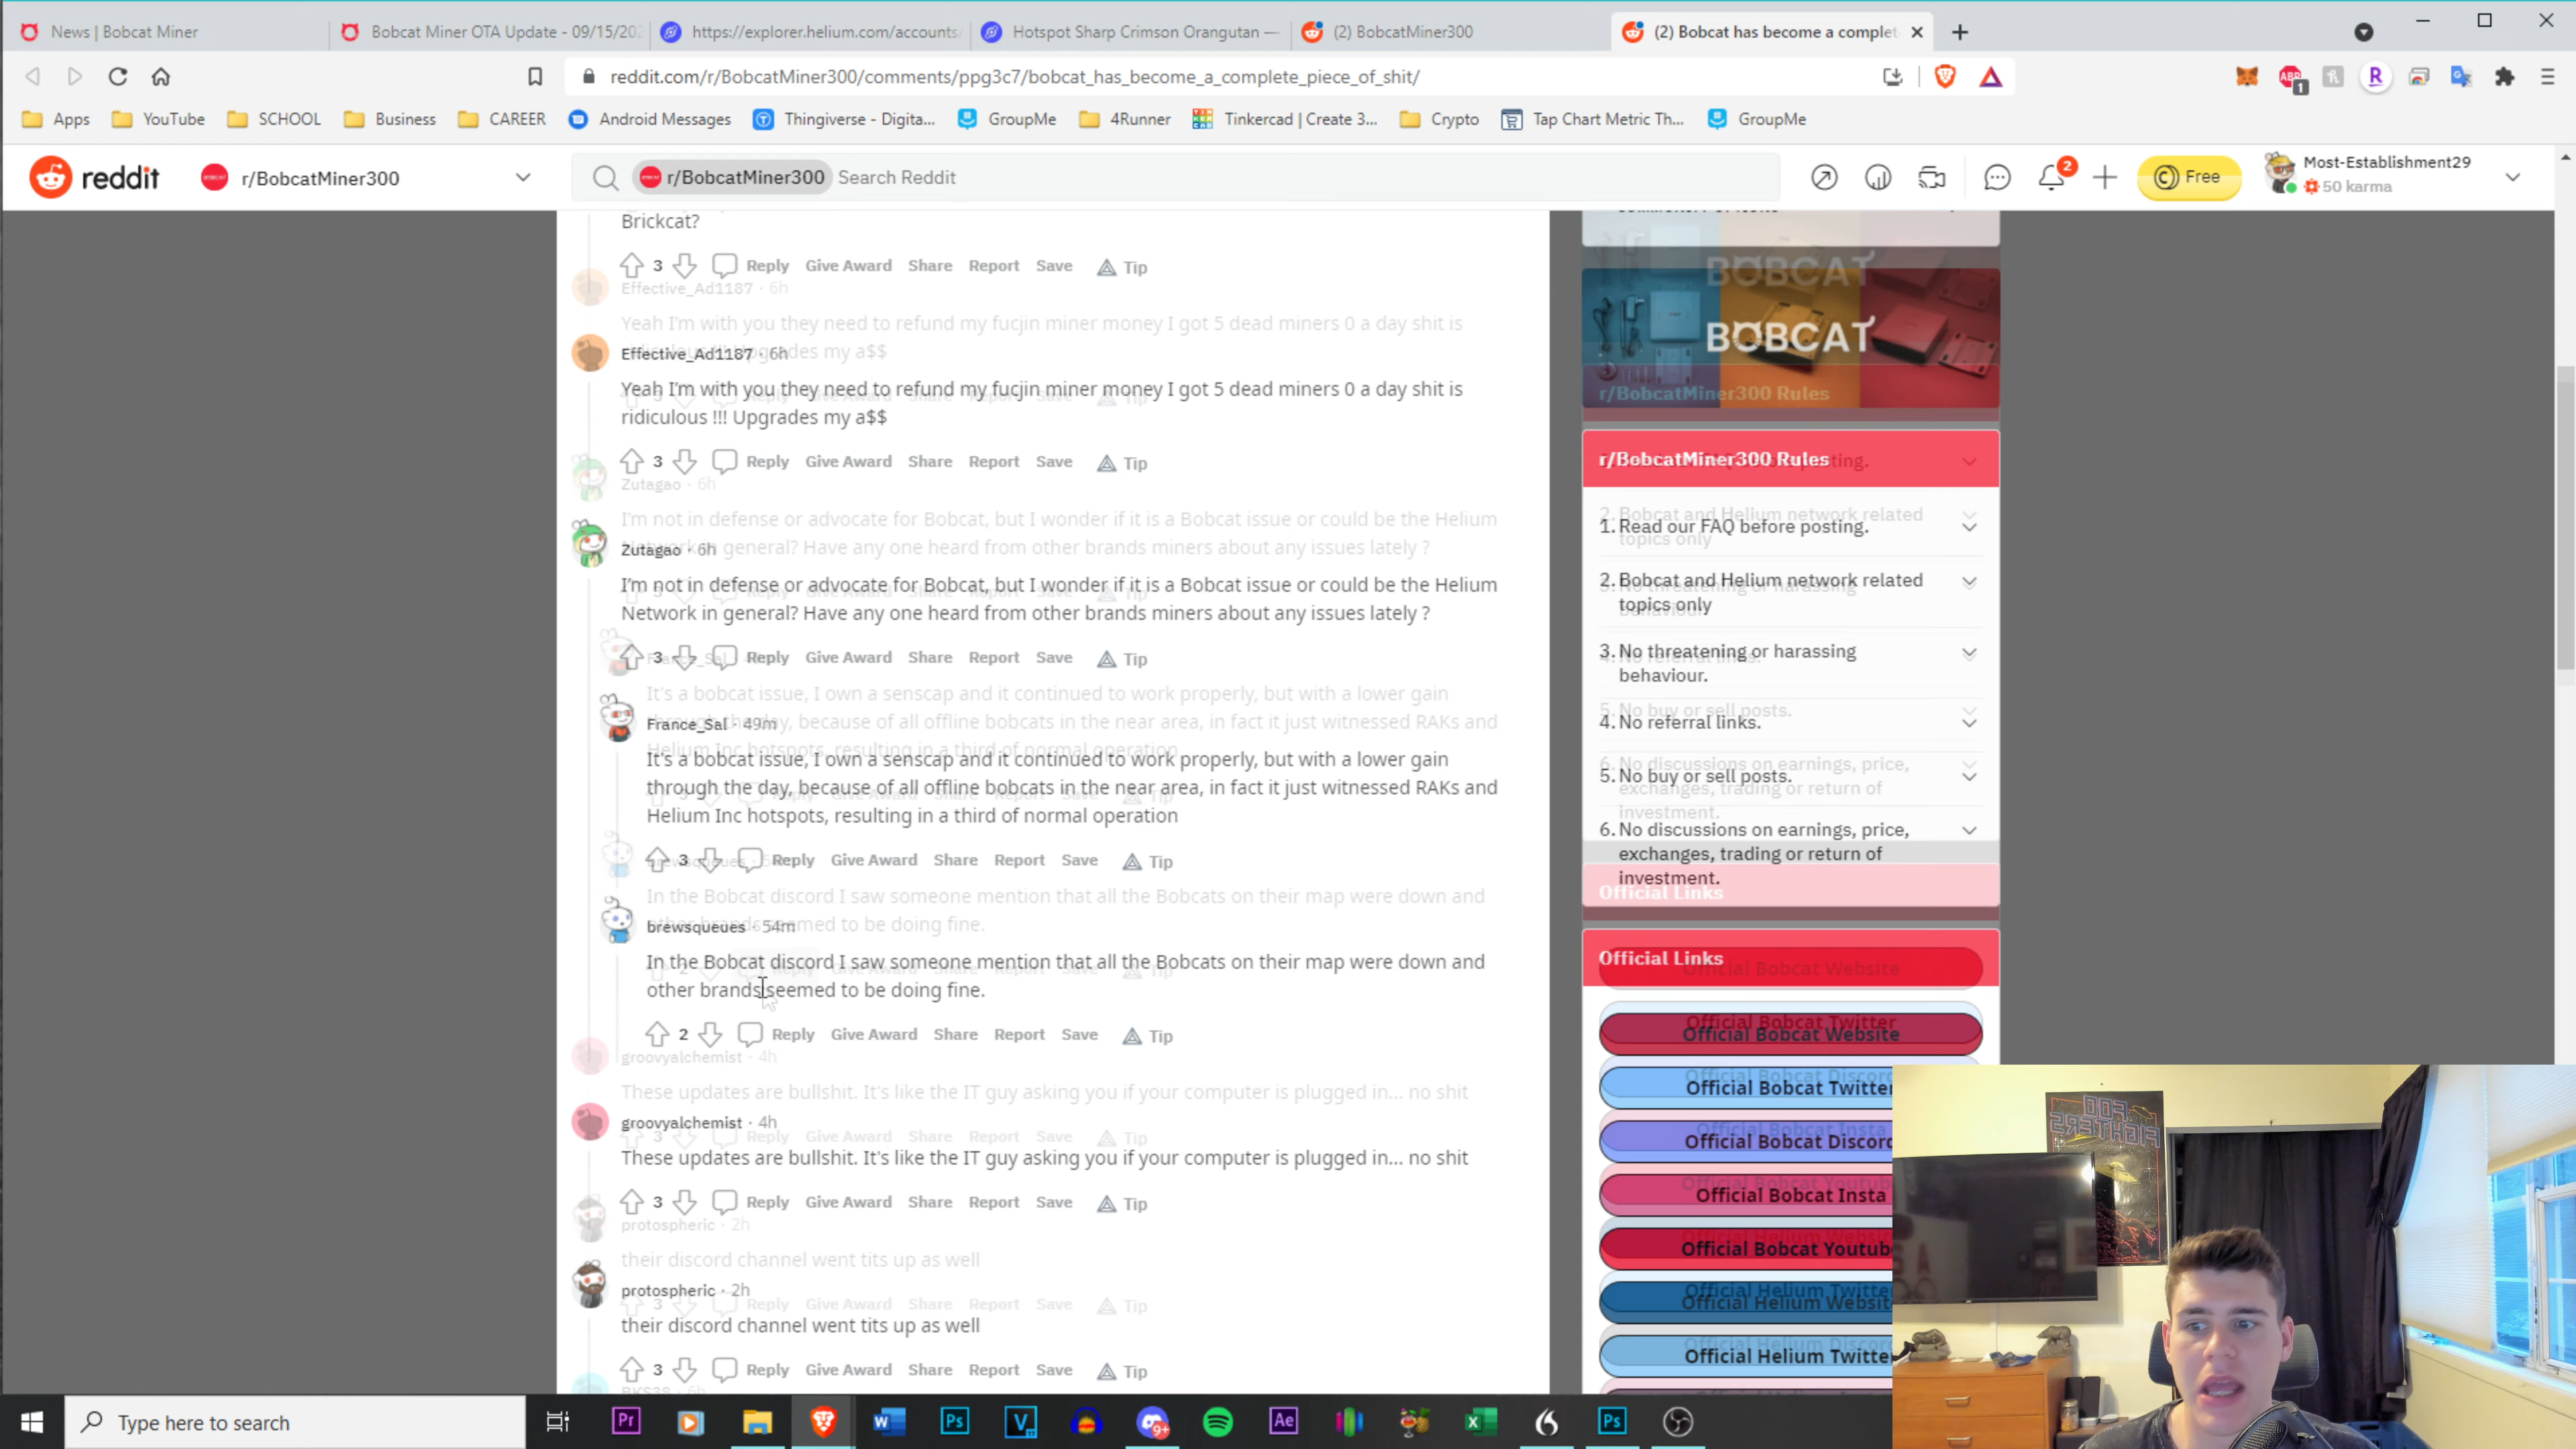 News | Bobcat Miner
Bobcat Miner OTA Update - 09/15/202
https://explorer.helium.com/accounts/
Hotspot Sharp Crimson Orangutan —
(2) BobcatMiner300
(2) Bobcat has become a complet
reddit.com/r/BobcatMiner300/comments/ppg3c7/bobcat_has_become_a_complete_piece_of_shit/
ABP
1
R
Apps
YouTube
SCHOOL
Business
CAREER
Android Messages
Thingiverse - Digita...
GroupMe
4Runner
Tinkercad | Create 3...
Crypto
Tap Chart Metric Th...
GroupMe
reddit
r/BobcatMiner300
r/BobcatMiner300 Search Reddit
2
Free
Most-Establishment29
50 karma
Brickcat?
3 Reply Give Award Share Report Save Tip
Effective_Ad1187 · 6h
Yeah I'm with you they need to refund my fucjin miner money I got 5 dead miners 0 a day shit is
ridiculous !!! Upgrades my a$$
3 Reply Give Award Share Report Save Tip
Zutagao · 6h
I'm not in defense or advocate for Bobcat, but I wonder if it is a Bobcat issue or could be the Helium
Network in general? Have any one heard from other brands miners about any issues lately ?
3 Reply Give Award Share Report Save Tip
France_Sal · 49m
It's a bobcat issue, I own a senscap and it continued to work properly, but with a lower gain
through the day, because of all offline bobcats in the near area, in fact it just witnessed RAKs and
Helium Inc hotspots, resulting in a third of normal operation
3 Reply Give Award Share Report Save Tip
brewsqueues · 54m
In the Bobcat discord I saw someone mention that all the Bobcats on their map were down and
other brands seemed to be doing fine.
2 Reply Give Award Share Report Save Tip
groovyalchemist · 4h
These updates are bullshit. It's like the IT guy asking you if your computer is plugged in... no shit
3 Reply Give Award Share Report Save Tip
protospheric · 2h
their discord channel went tits up as well
3 Reply Give Award Share Report Save Tip
BOBCAT
r/BobcatMiner300 Rules
1. Read our FAQ before posting.
2. Bobcat and Helium network related
topics only
3. No threatening or harassing
behaviour.
4. No referral links.
5. No buy or sell posts.
6. No discussions on earnings, price,
exchanges, trading or return of
investment.
Official Links
Official Bobcat Website
Official Bobcat Twitter
Official Bobcat Discord
Official Bobcat Insta
Official Bobcat Youtub
Official Helium Websit
Official Helium Twitte
FOO
FIGHTERS
Type here to search
Pr
W
Ps
V
9+
Ae
X
Ps